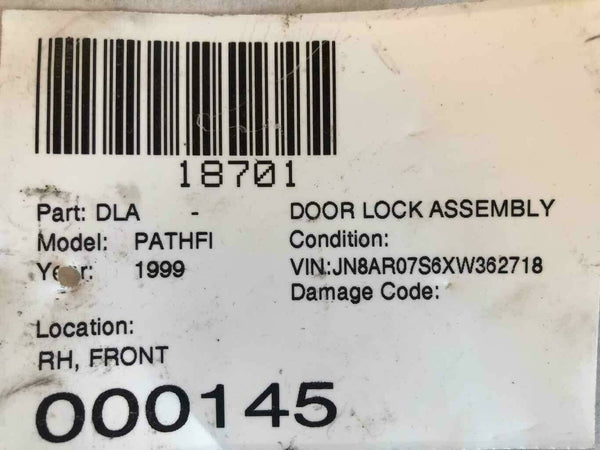 18701
Part: DLA - DOOR LOCK ASSEMBLY
Model: PATHFI Condition:
1999 VIN:JN8AR07S6XW362718
Damage Code:
Location:
RH, FRONT
000145